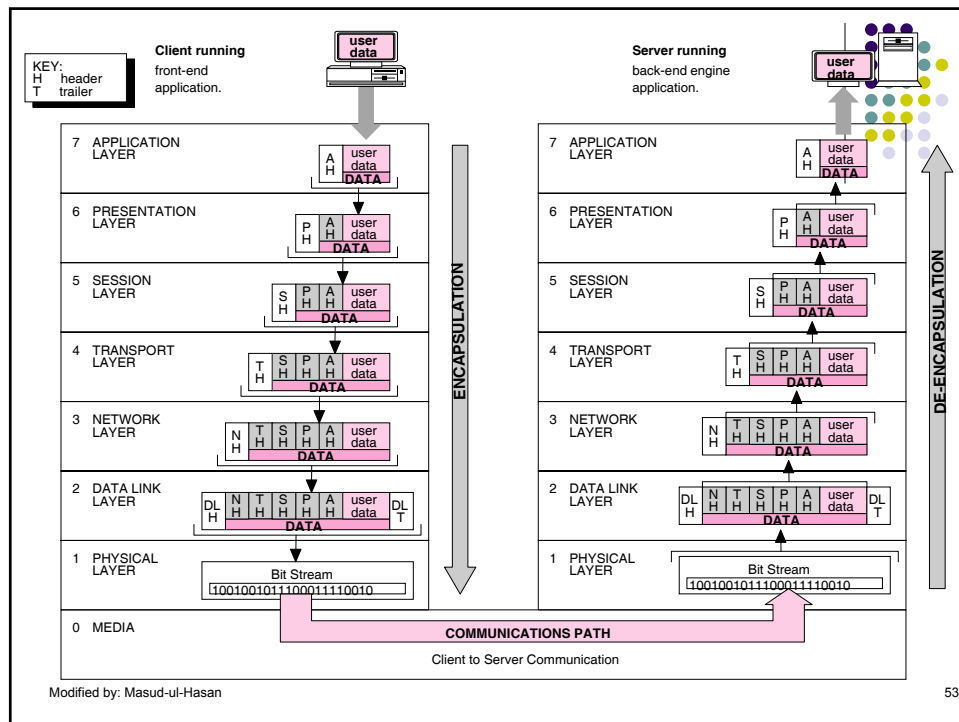 KEY:
H header
T trailer
Client running
front-end
application.
user
data
Server running
back-end engine
application.
user
data
7 APPLICATION
LAYER
A
H
user
data
DATA
6 PRESENTATION
LAYER
P
H
A
H
user
data
DATA
5 SESSION
LAYER
S
H
P
H
A
H
user
data
DATA
4 TRANSPORT
LAYER
T
H
S
H
P
H
A
H
user
data
DATA
3 NETWORK
LAYER
N
H
T
H
S
H
P
H
A
H
user
data
DATA
2 DATA LINK
LAYER
DL
H
N
H
T
H
S
H
P
H
A
H
user
data
DL
T
DATA
1 PHYSICAL
LAYER
Bit Stream
1001001011100011110010
ENCAPSULATION
7 APPLICATION
LAYER
A
H
user
data
DATA
6 PRESENTATION
LAYER
P
H
A
H
user
data
DATA
5 SESSION
LAYER
S
H
P
H
A
H
user
data
DATA
4 TRANSPORT
LAYER
T
H
S
H
P
H
A
H
user
data
DATA
3 NETWORK
LAYER
N
H
T
H
S
H
P
H
A
H
user
data
DATA
2 DATA LINK
LAYER
DL
H
N
H
T
H
S
H
P
H
A
H
user
data
DL
T
DATA
1 PHYSICAL
LAYER
Bit Stream
1001001011100011110010
DE-ENCAPSULATION
0 MEDIA
COMMUNICATIONS PATH
Client to Server Communication
Modified by: Masud-ul-Hasan
53